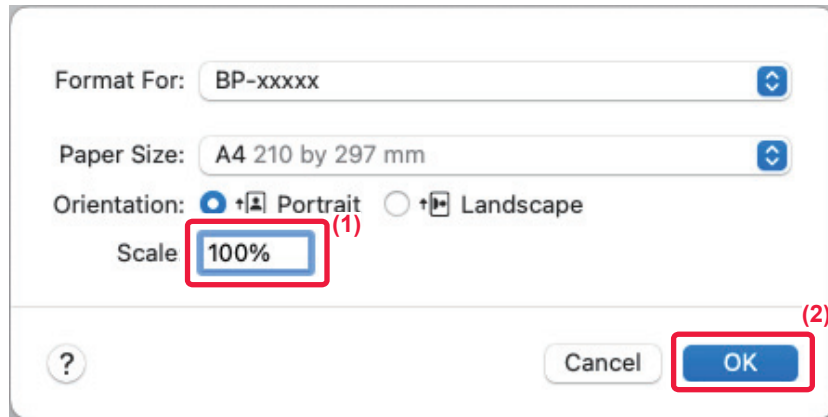 Format For: BP-xxxxx
Paper Size: A4 210 by 297 mm
Orientation: Portrait Landscape
(1)
Scale 100%
(2)
? Cancel OK